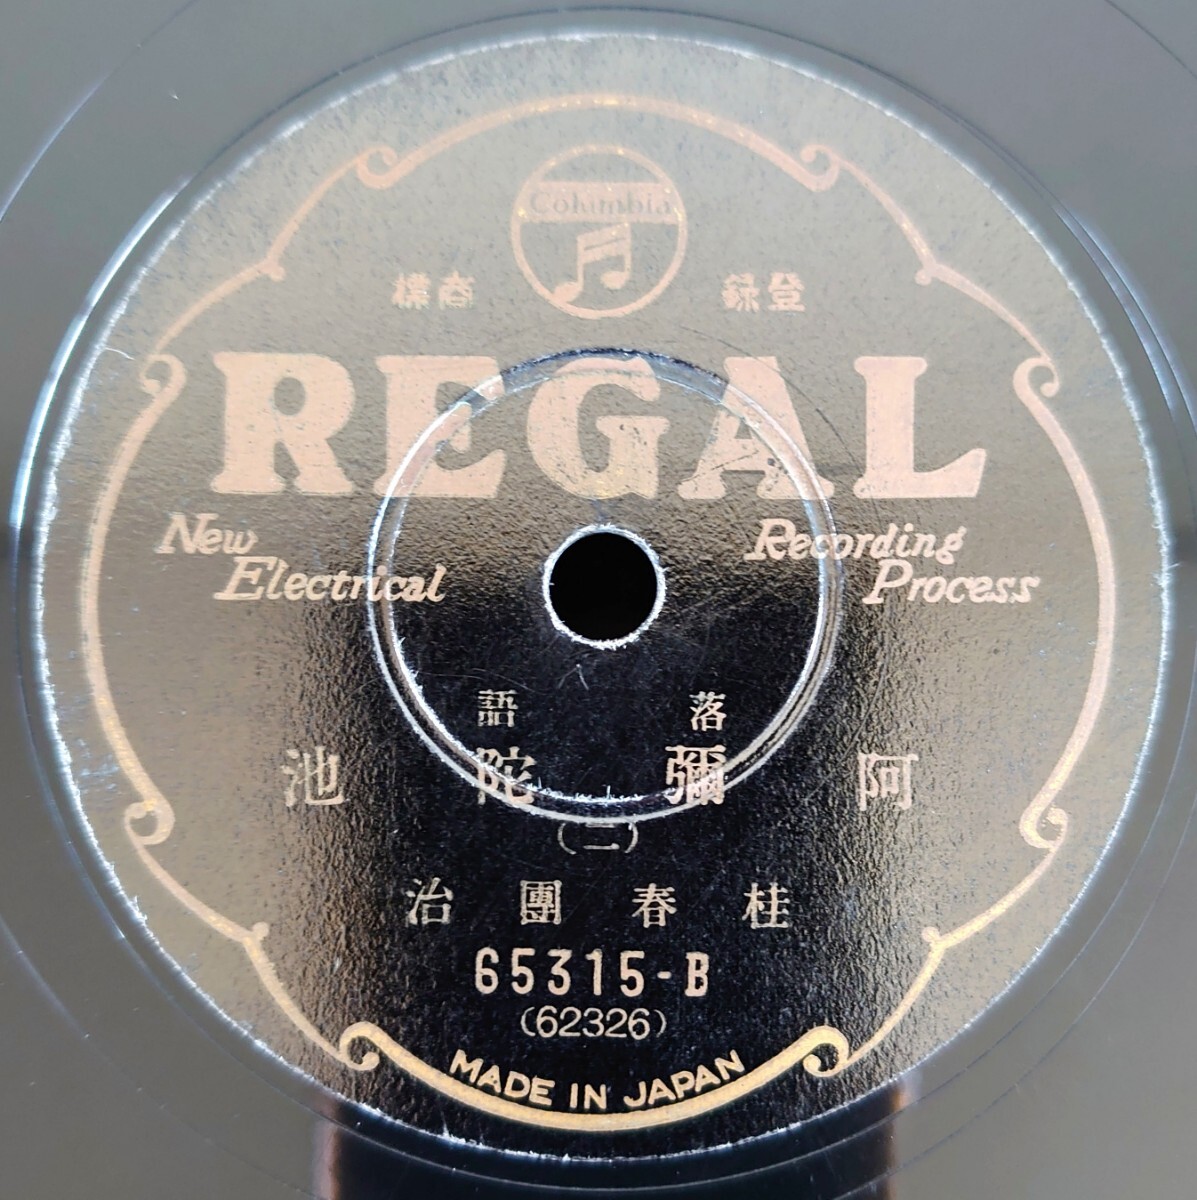 Columbia
登録商標
REGAL
New Electrical Recording Process
落語
阿彌陀池
(二)
桂春團治
65315-B
(62326)
MADE IN JAPAN